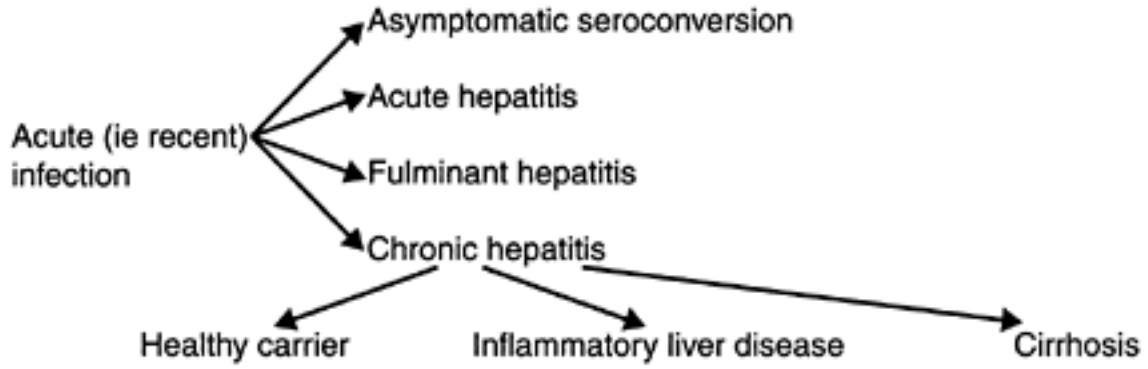 Asymptomatic seroconversion
Acute hepatitis
Acute (ie recent)
infection
Fulminant hepatitis
Chronic hepatitis
Healthy carrier
Inflammatory liver disease
Cirrhosis